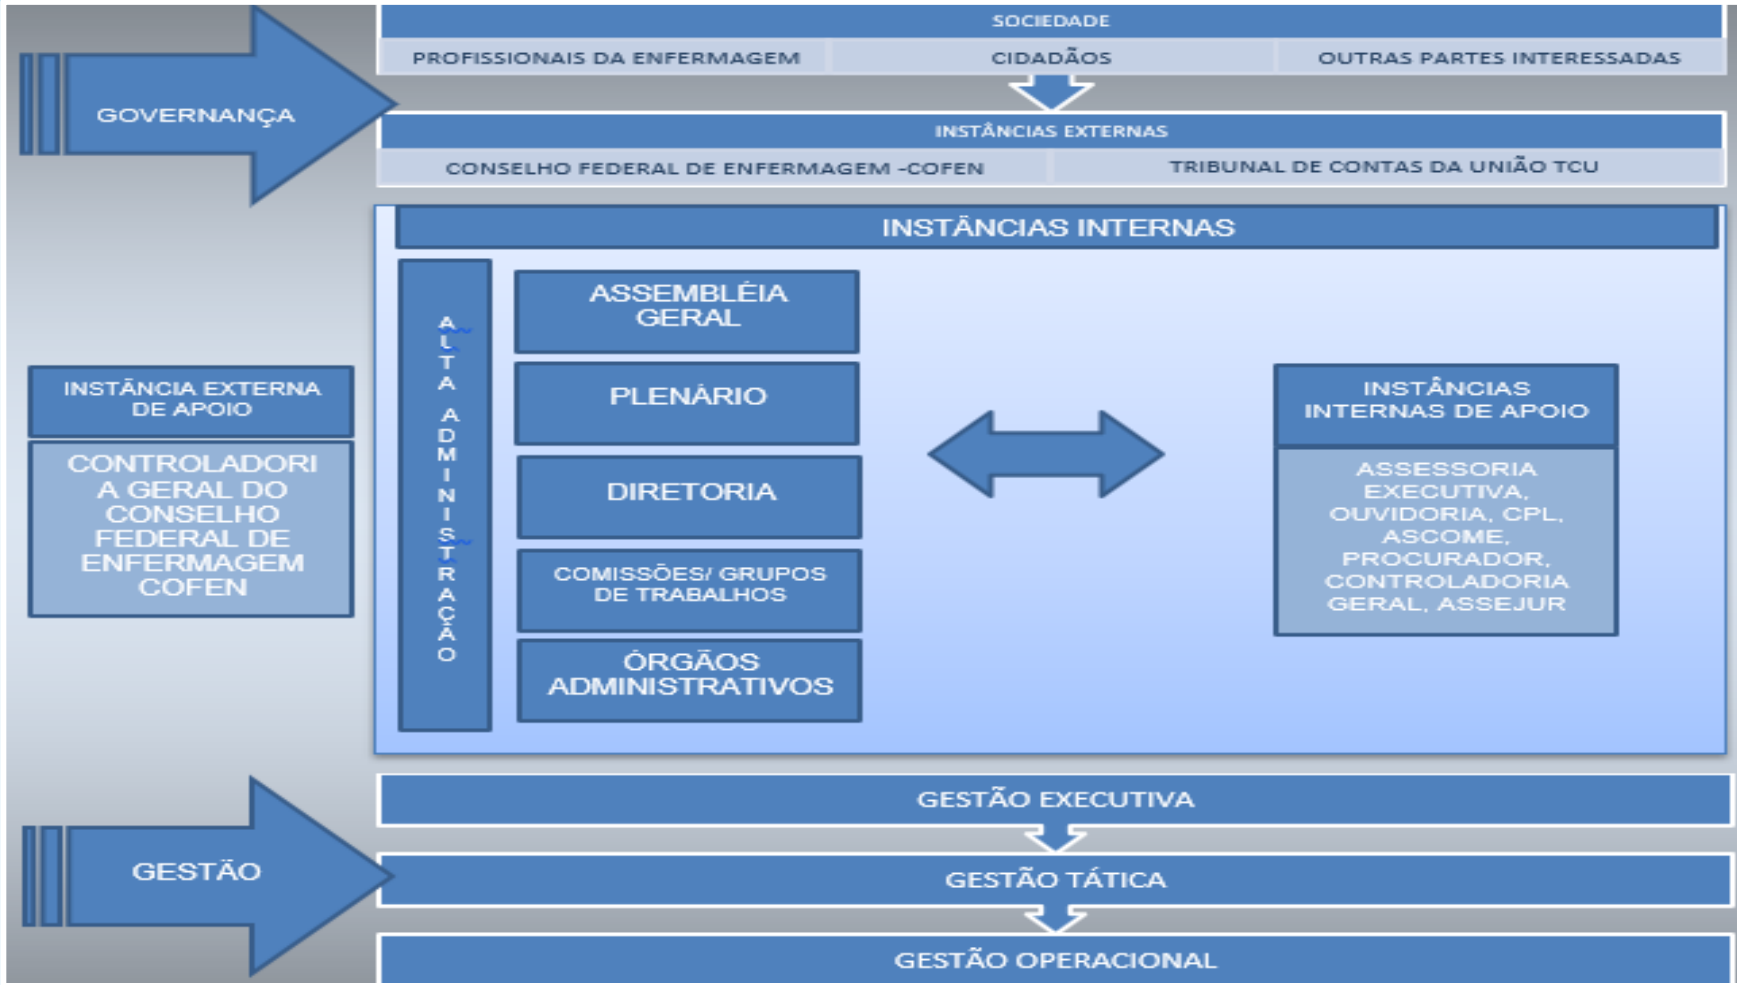 SOCIEDADE
PROFISSIONAIS DA ENFERMAGEM
CIDADÃOS
OUTRAS PARTES INTERESSADAS
GOVERNANÇA
INSTÂNCIAS EXTERNAS
CONSELHO FEDERAL DE ENFERMAGEM -COFEN
TRIBUNAL DE CONTAS DA UNIÃO TCU
INSTÂNCIAS INTERNAS
ALTA ADMINISTRAÇÃO
ASSEMBLÉIA
GERAL
PLENÁRIO
DIRETORIA
COMISSÕES/ GRUPOS
DE TRABALHOS
ÓRGÃOS
ADMINISTRATIVOS
INSTÂNCIAS
INTERNAS DE APOIO
ASSESSORIA
EXECUTIVA,
OUVIDORIA, CPL,
ASCOME,
PROCURADOR,
CONTROLADORIA
GERAL, ASSEJUR
INSTÂNCIA EXTERNA
DE APOIO
CONTROLADORI
A GERAL DO
CONSELHO
FEDERAL DE
ENFERMAGEM
COFEN
GESTÃO
GESTÃO EXECUTIVA
GESTÃO TÁTICA
GESTÃO OPERACIONAL